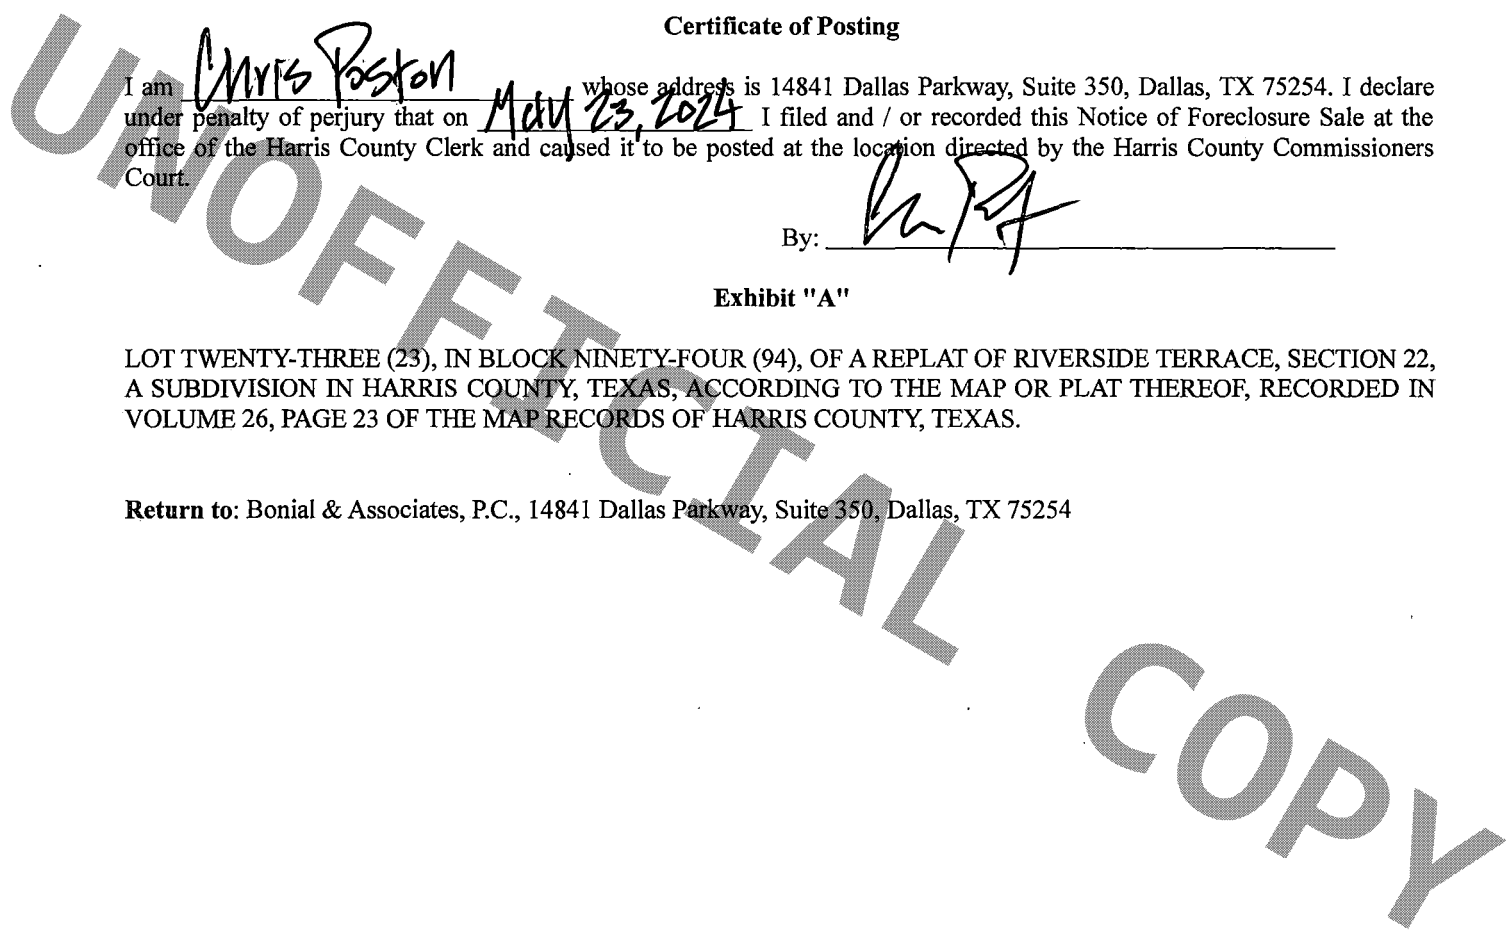 Certificate of Posting
I am Chris Poston whose address is 14841 Dallas Parkway, Suite 350, Dallas, TX 75254. I declare
under penalty of perjury that on May 23, 2024 I filed and / or recorded this Notice of Foreclosure Sale at the
office of the Harris County Clerk and caused it to be posted at the location directed by the Harris County Commissioners
Court.
By:
Exhibit "A"
LOT TWENTY-THREE (23), IN BLOCK NINETY-FOUR (94), OF A REPLAT OF RIVERSIDE TERRACE, SECTION 22,
A SUBDIVISION IN HARRIS COUNTY, TEXAS, ACCORDING TO THE MAP OR PLAT THEREOF, RECORDED IN
VOLUME 26, PAGE 23 OF THE MAP RECORDS OF HARRIS COUNTY, TEXAS.
Return to: Bonial & Associates, P.C., 14841 Dallas Parkway, Suite 350, Dallas, TX 75254
UNOFFICIAL COPY